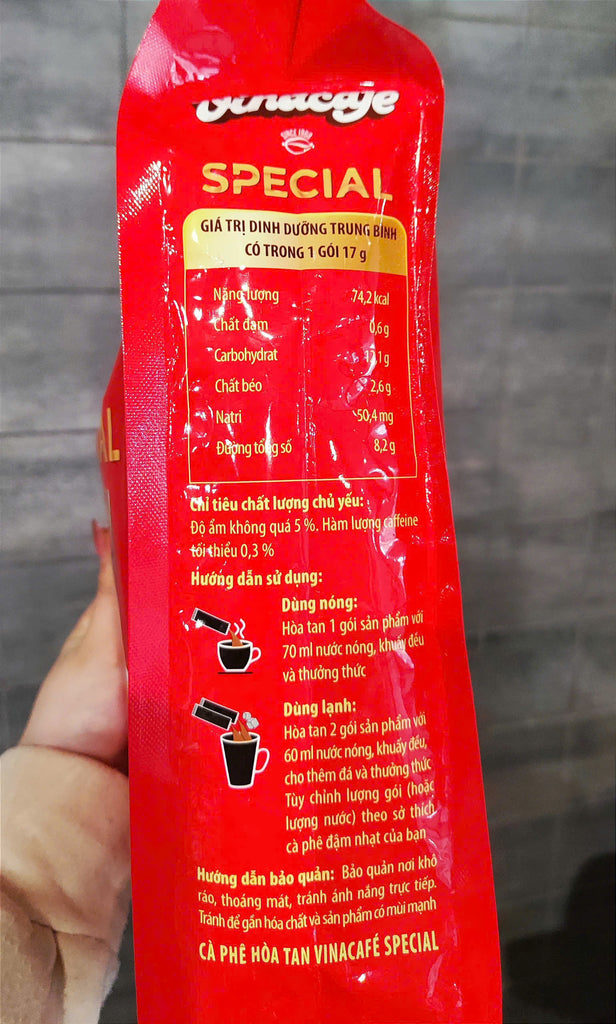 Vinacafé
SINCE 1968
SPECIAL
GIÁ TRỊ DINH DƯỠNG TRUNG BÌNH
CÓ TRONG 1 GÓI 17 g
Năng lượng 74,2 kcal
Chất đạm 0,6 g
Carbohydrat
Chất béo 2,6 g
Natri 50,4 mg
Đường tổng số 8,2 g
Chỉ tiêu chất lượng chủ yếu:
Độ ẩm không quá 5 %. Hàm lượng caffeine
tối thiểu 0,3 %
Hướng dẫn sử dụng:
Dùng nóng:
Hòa tan 1 gói sản phẩm với
70 ml nước nóng, khuấy đều
và thưởng thức
Dùng lạnh:
Hòa tan 2 gói sản phẩm với
60 ml nước nóng, khuấy đều,
cho thêm đá và thưởng thức
Tùy chỉnh lượng gói (hoặc
lượng nước) theo sở thích
cà phê đậm nhạt của bạn
Hướng dẫn bảo quản: Bảo quản nơi khô
ráo, thoáng mát, tránh ánh nắng trực tiếp.
Tránh để gần hóa chất và sản phẩm có mùi mạnh
CÀ PHÊ HÒA TAN VINACAFÉ SPECIAL
AL